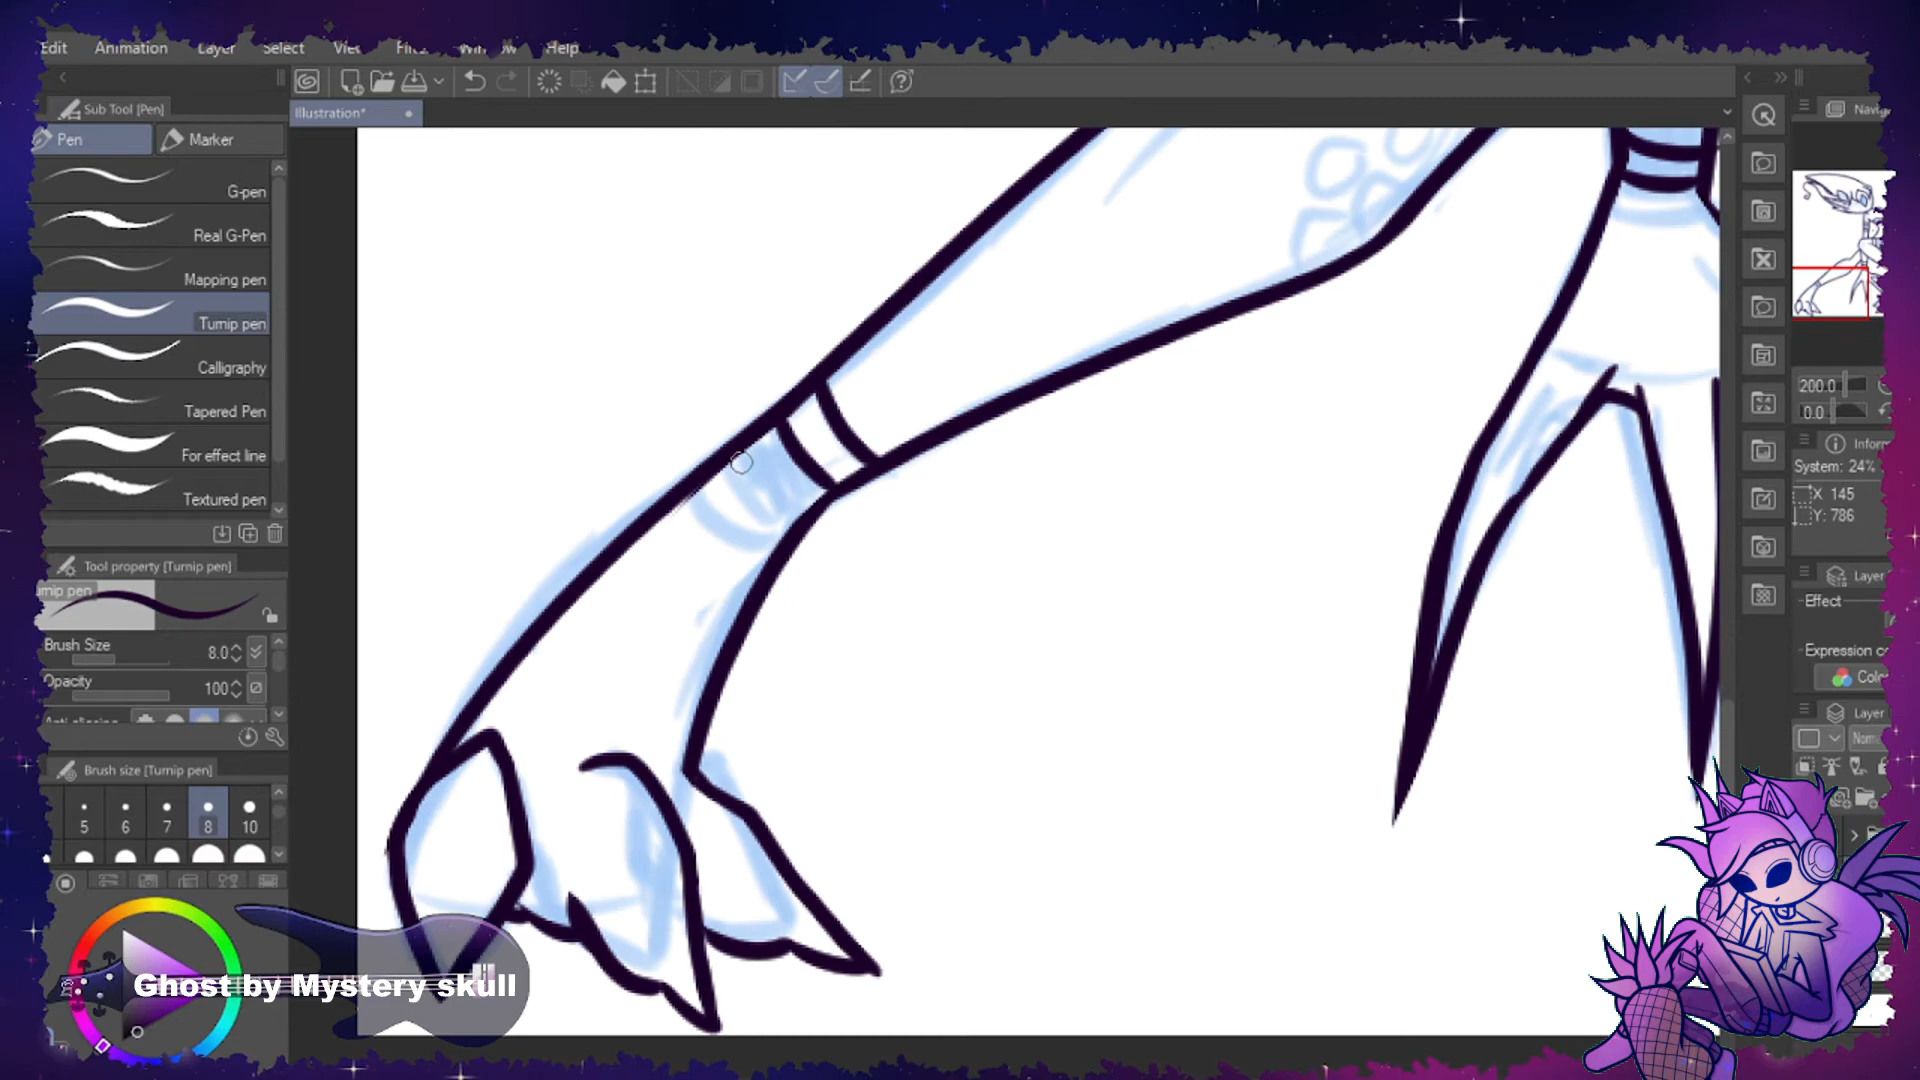 Edit Animation Layer Select Help
Sub Tool [Pen]
Pen Marker
G-pen
Real G-Pen
Mapping pen
Turnip pen
Calligraphy
Tapered Pen
For effect line
Textured pen
Tool property [Turnip pen]
Brush Size 8.0
Opacity 100
Brush size [Turnip pen]
5 6 7 8 10
Illustration*
200.0
0.0
System: 24%
X 145
Y: 786
Layer
Effect
Expression
Layer
Ghost by Mystery skull